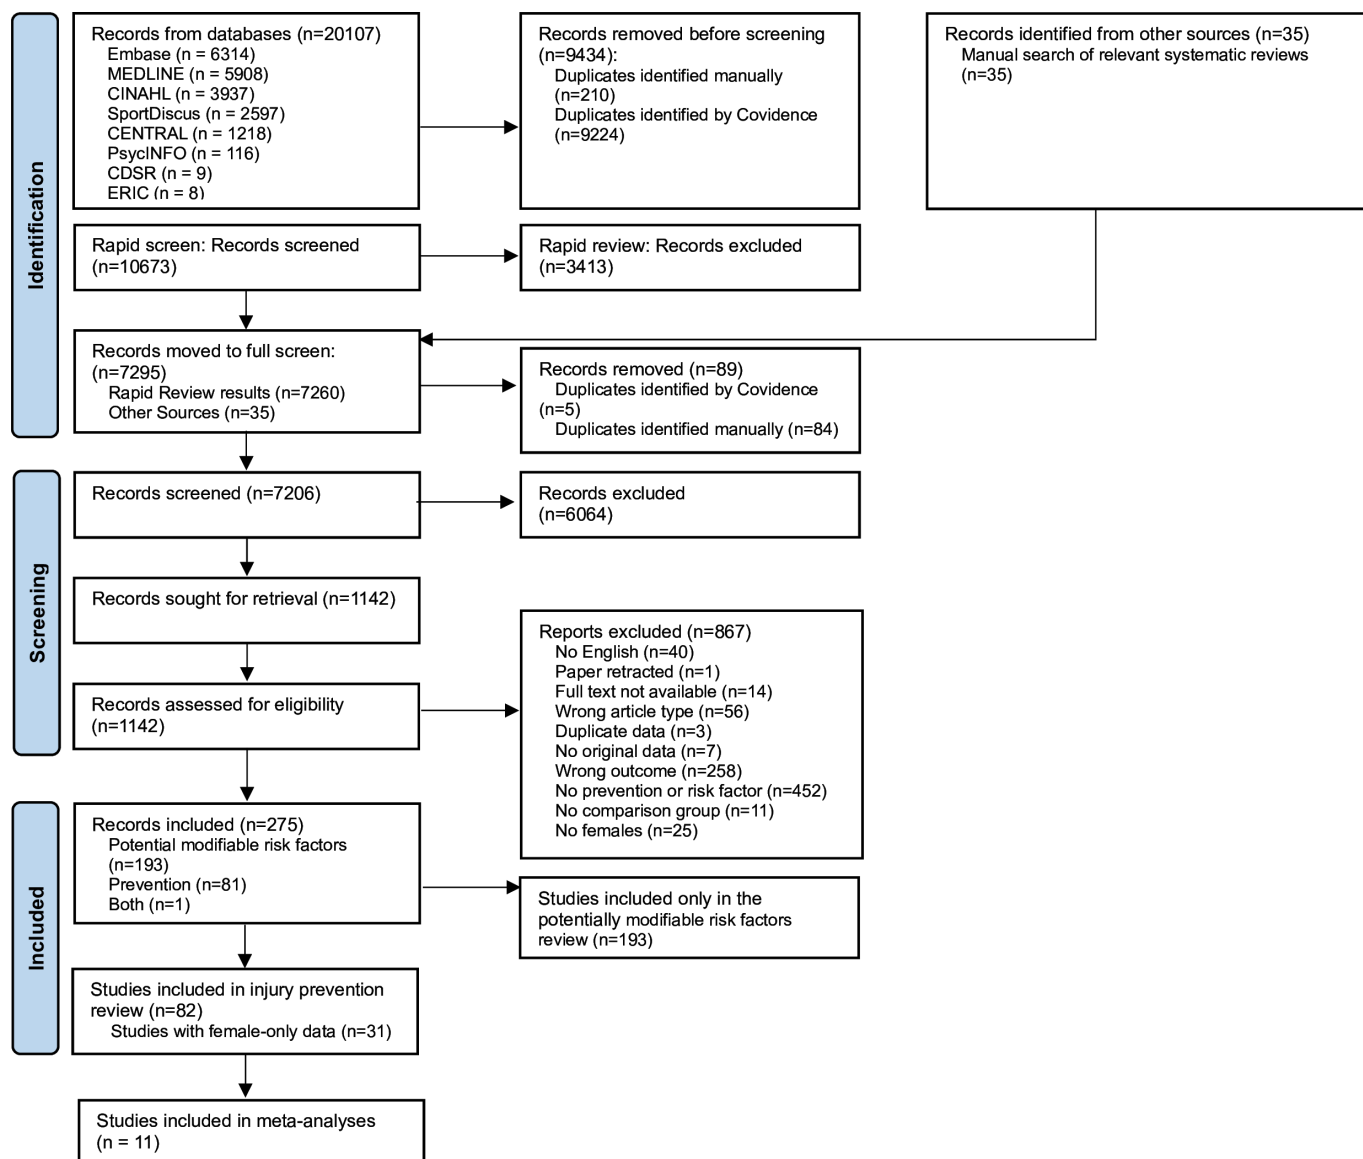 Identification
Records from databases (n=20107)
Embase (n = 6314)
MEDLINE (n = 5908)
CINAHL (n = 3937)
SportDiscus (n = 2597)
CENTRAL (n = 1218)
PsycINFO (n = 116)
CDSR (n = 9)
ERIC (n = 8)
Records removed before screening
(n=9434):
Duplicates identified manually
(n=210)
Duplicates identified by Covidence
(n=9224)
Records identified from other sources (n=35)
Manual search of relevant systematic reviews
(n=35)
Rapid screen: Records screened
(n=10673)
Rapid review: Records excluded
(n=3413)
Records moved to full screen:
(n=7295)
Rapid Review results (n=7260)
Other Sources (n=35)
Records removed (n=89)
Duplicates identified by Covidence
(n=5)
Duplicates identified manually (n=84)
Screening
Records screened (n=7206)
Records excluded
(n=6064)
Records sought for retrieval (n=1142)
Records assessed for eligibility
(n=1142)
Reports excluded (n=867)
No English (n=40)
Paper retracted (n=1)
Full text not available (n=14)
Wrong article type (n=56)
Duplicate data (n=3)
No original data (n=7)
Wrong outcome (n=258)
No prevention or risk factor (n=452)
No comparison group (n=11)
No females (n=25)
Included
Records included (n=275)
Potential modifiable risk factors
(n=193)
Prevention (n=81)
Both (n=1)
Studies included only in the
potentially modifiable risk factors
review (n=193)
Studies included in injury prevention
review (n=82)
Studies with female-only data (n=31)
Studies included in meta-analyses
(n = 11)